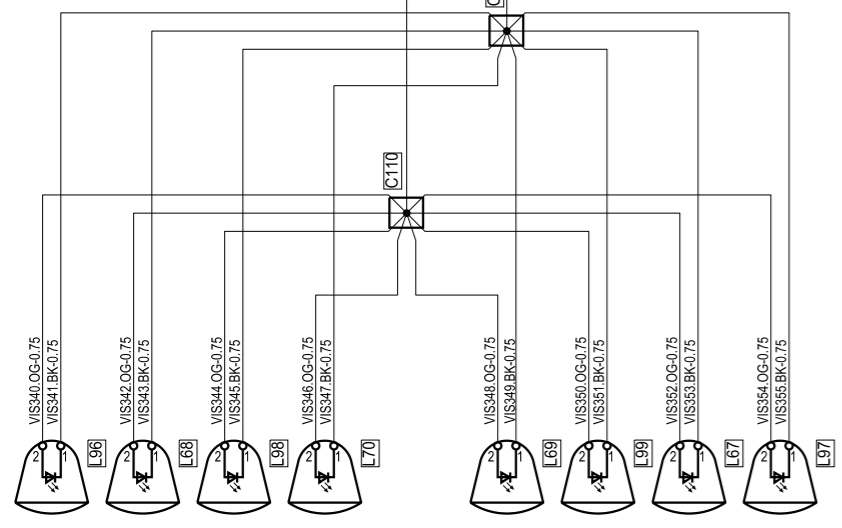 C
C110
VIS340.OG-0.75
VIS341.BK-0.75
VIS342.OG-0.75
VIS343.BK-0.75
VIS344.OG-0.75
VIS345.BK-0.75
VIS346.OG-0.75
VIS347.BK-0.75
VIS348.OG-0.75
VIS349.BK-0.75
VIS350.OG-0.75
VIS351.BK-0.75
VIS352.OG-0.75
VIS353.BK-0.75
VIS354.OG-0.75
VIS355.BK-0.75
2 1 L96
2 1 L68
2 1 L98
2 1 L70
2 1 L69
2 1 L99
2 1 L67
2 1 L97